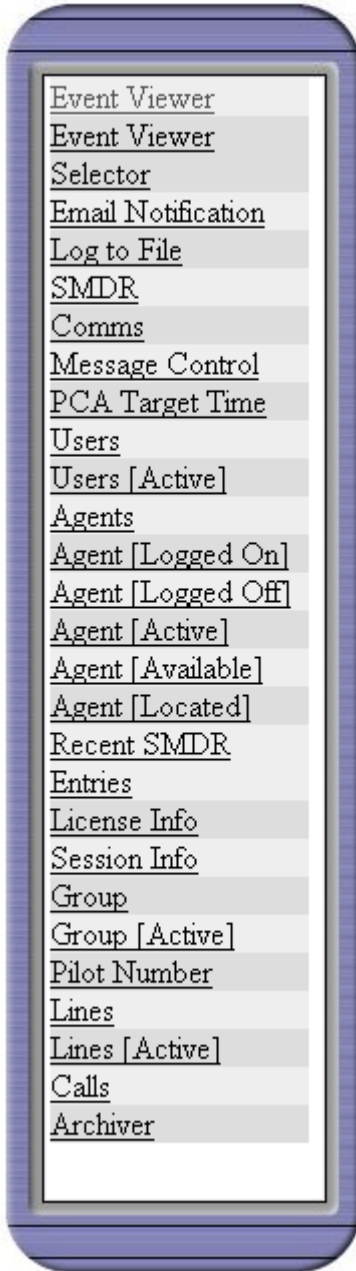 Event Viewer
Event Viewer
Selector
Email Notification
Log to File
SMDR
Comms
Message Control
PCA Target Time
Users
Users [Active]
Agents
Agent [Logged On]
Agent [Logged Off]
Agent [Active]
Agent [Available]
Agent [Located]
Recent SMDR
Entries
License Info
Session Info
Group
Group [Active]
Pilot Number
Lines
Lines [Active]
Calls
Archiver